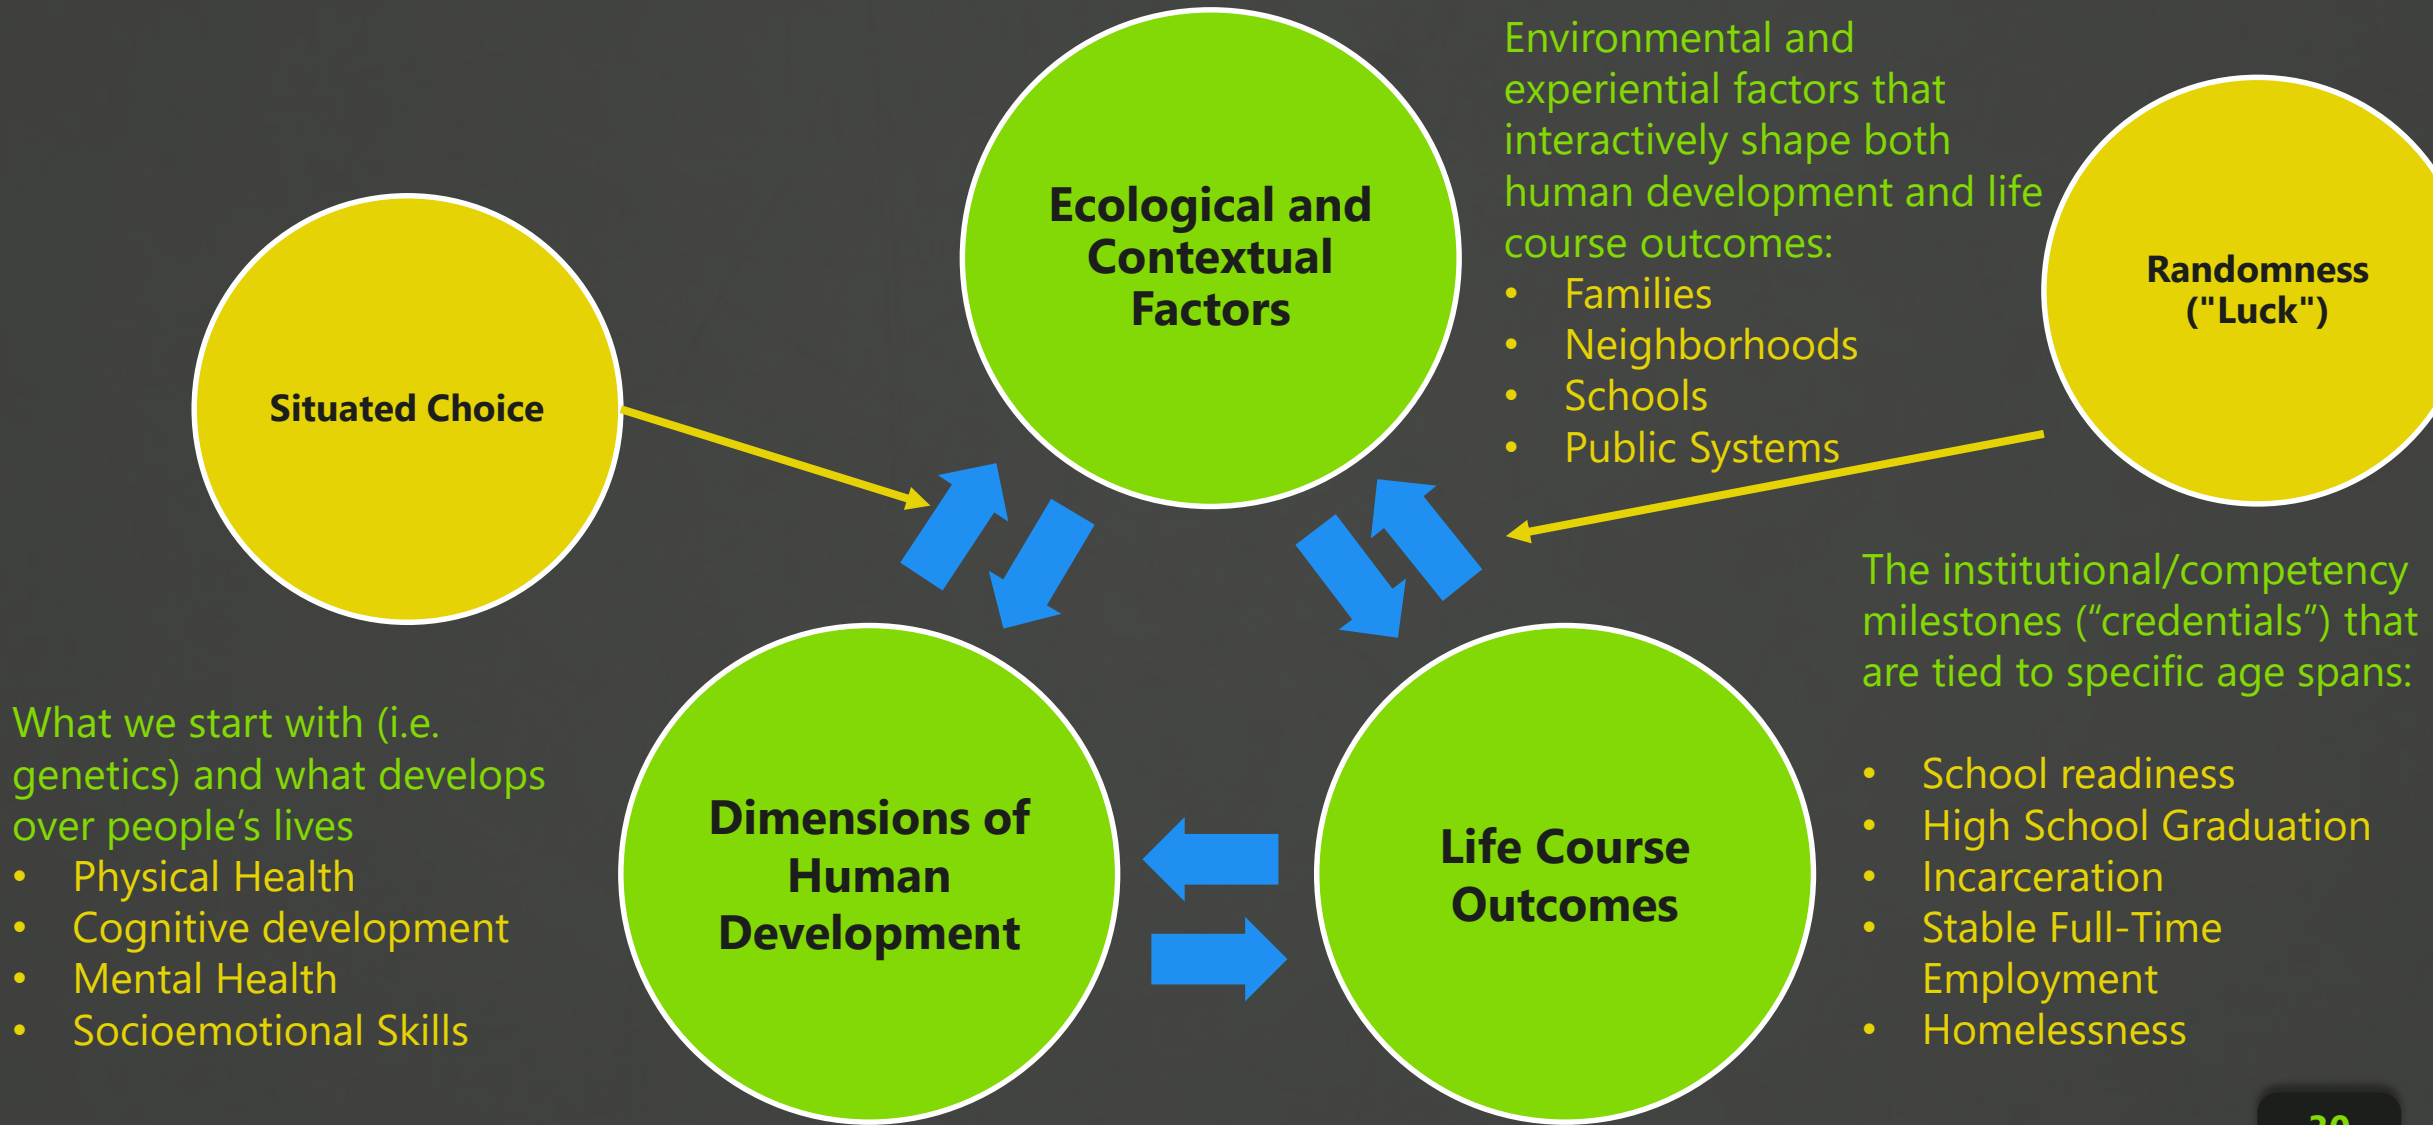 Ecological and
Contextual
Factors
Environmental and
experiential factors that
interactively shape both
human development and life
course outcomes:
• Families
• Neighborhoods
• Schools
• Public Systems
Randomness
("Luck")
Situated Choice
What we start with (i.e.
genetics) and what develops
over people’s lives
• Physical Health
• Cognitive development
• Mental Health
• Socioemotional Skills
Dimensions of
Human
Development
Life Course
Outcomes
The institutional/competency
milestones (“credentials”) that
are tied to specific age spans:
• School readiness
• High School Graduation
• Incarceration
• Stable Full-Time
Employment
• Homelessness